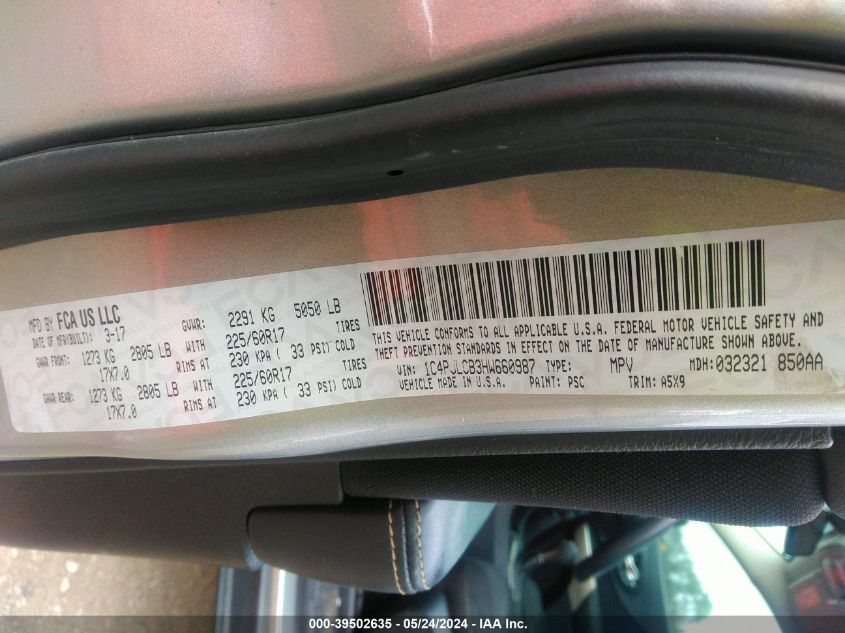 MFD BY FCA US LLC
DATE OF MFR(BUILT): 3-17 GVWR: 2291 KG 5050 LB
GAWR FRONT: 1273 KG 2805 LB WITH 225/60R17 TIRES
17X7.0 RIMS AT 230 KPA ( 33 PSI) COLD
GAWR REAR: 1273 KG 2805 LB WITH 225/60R17 TIRES
17X7.0 RIMS AT 230 KPA ( 33 PSI) COLD
THIS VEHICLE CONFORMS TO ALL APPLICABLE U.S.A. FEDERAL MOTOR VEHICLE SAFETY AND
THEFT PREVENTION STANDARDS IN EFFECT ON THE DATE OF MANUFACTURE SHOWN ABOVE.
VIN: 1C4PJLCB3HW660987 TYPE: MPV MDH: 032321 850AA
VEHICLE MADE IN U.S.A. PAINT: PSC TRIM: A5X9
000-39502635 - 05/24/2024 - IAA Inc.